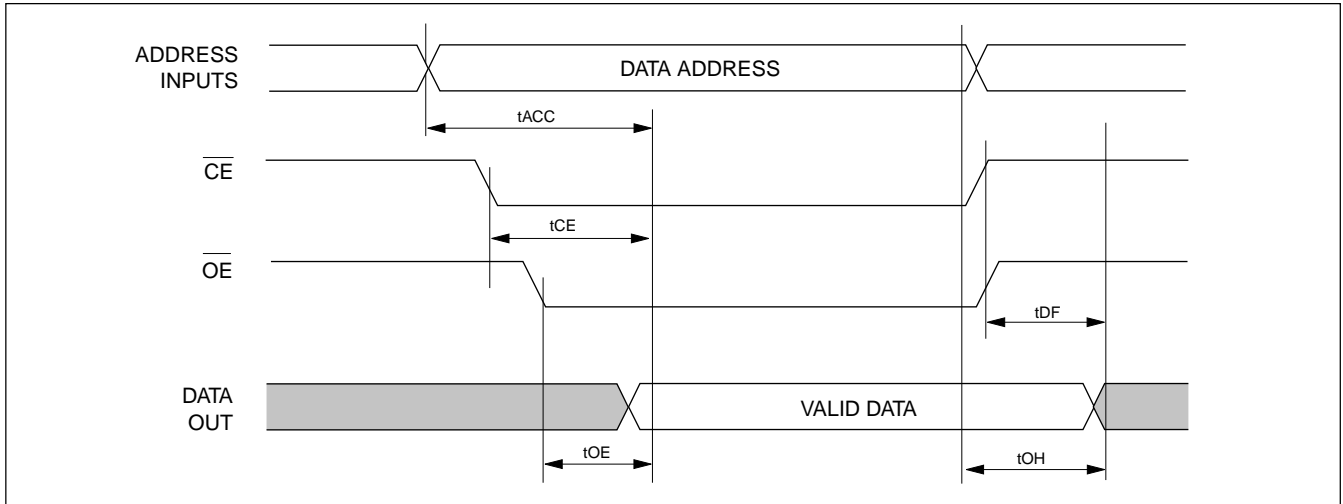 ADDRESS
INPUTS
DATA ADDRESS
tACC
CE
tCE
OE
tDF
DATA
OUT
VALID DATA
tOE
tOH